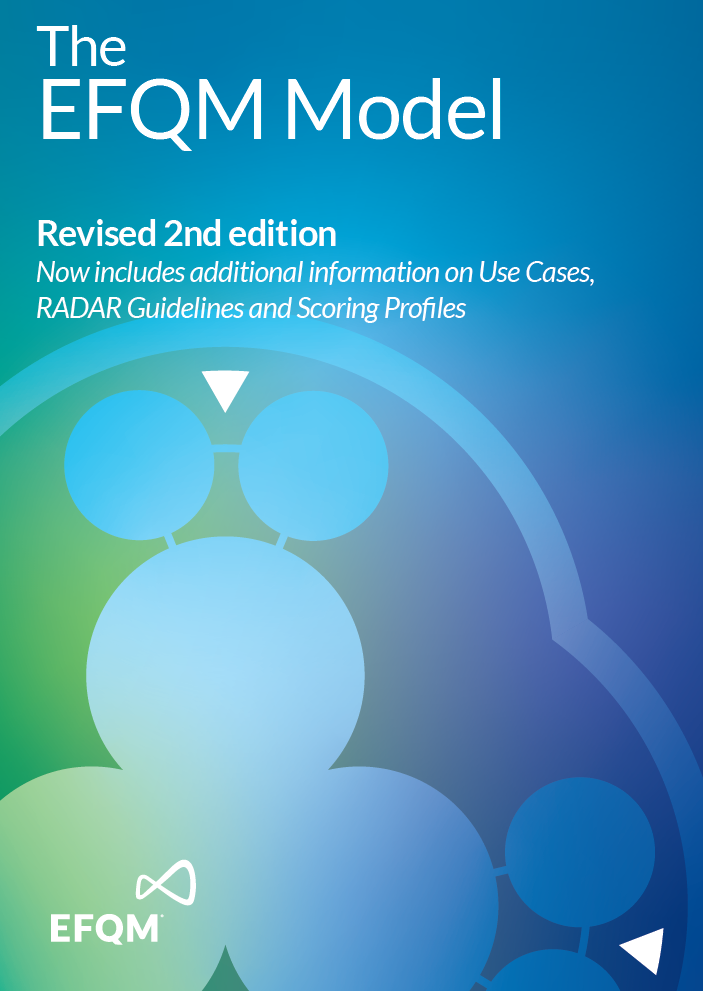 The
EFQM Model
Revised 2nd edition
Now includes additional information on Use Cases,
RADAR Guidelines and Scoring Profiles
EFQM